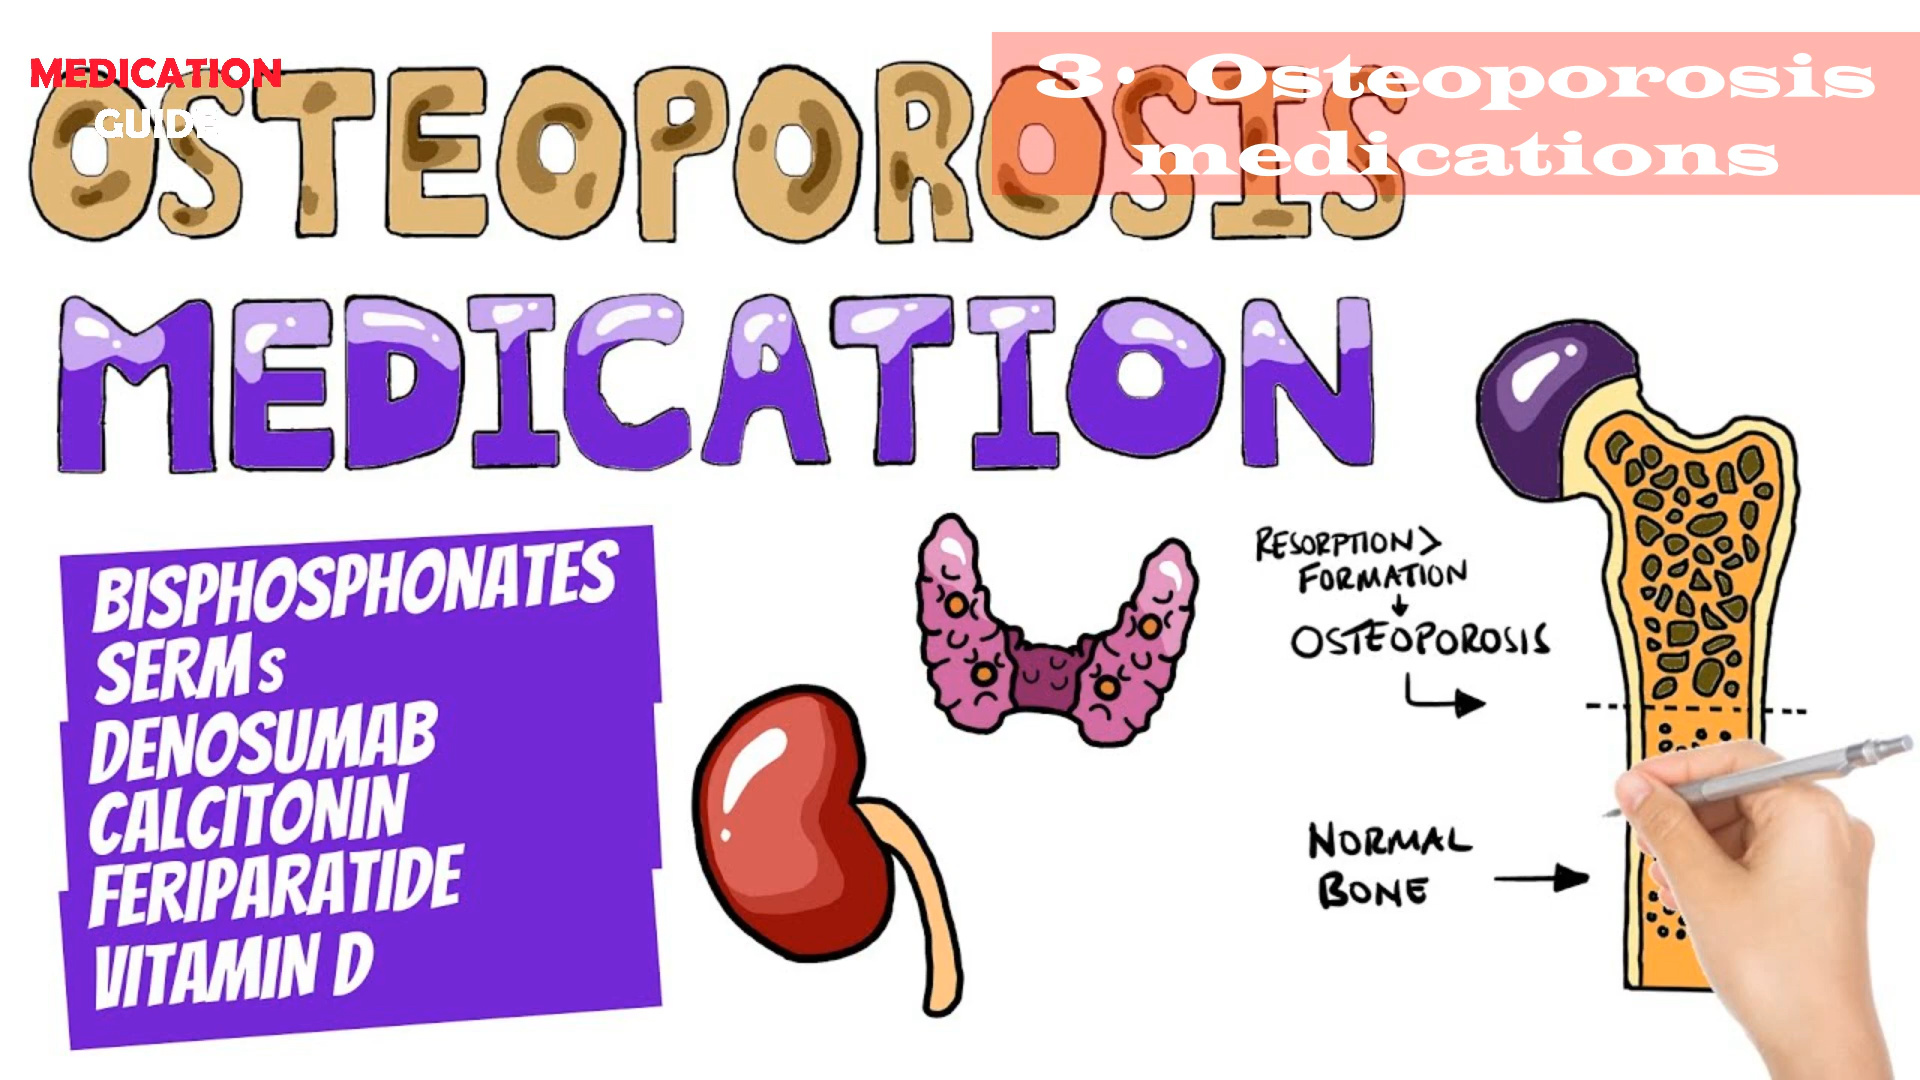 MEDICATION
GUIDE
3. Osteoporosis
medications
OSTEOPOROSIS
MEDICATION
BISPHOSPHONATES
SERMs
DENOSUMAB
CALCITONIN
FERIPARATIDE
VITAMIN D
RESORPTION >
FORMATION
↓
OSTEOPOROSIS
NORMAL
BONE